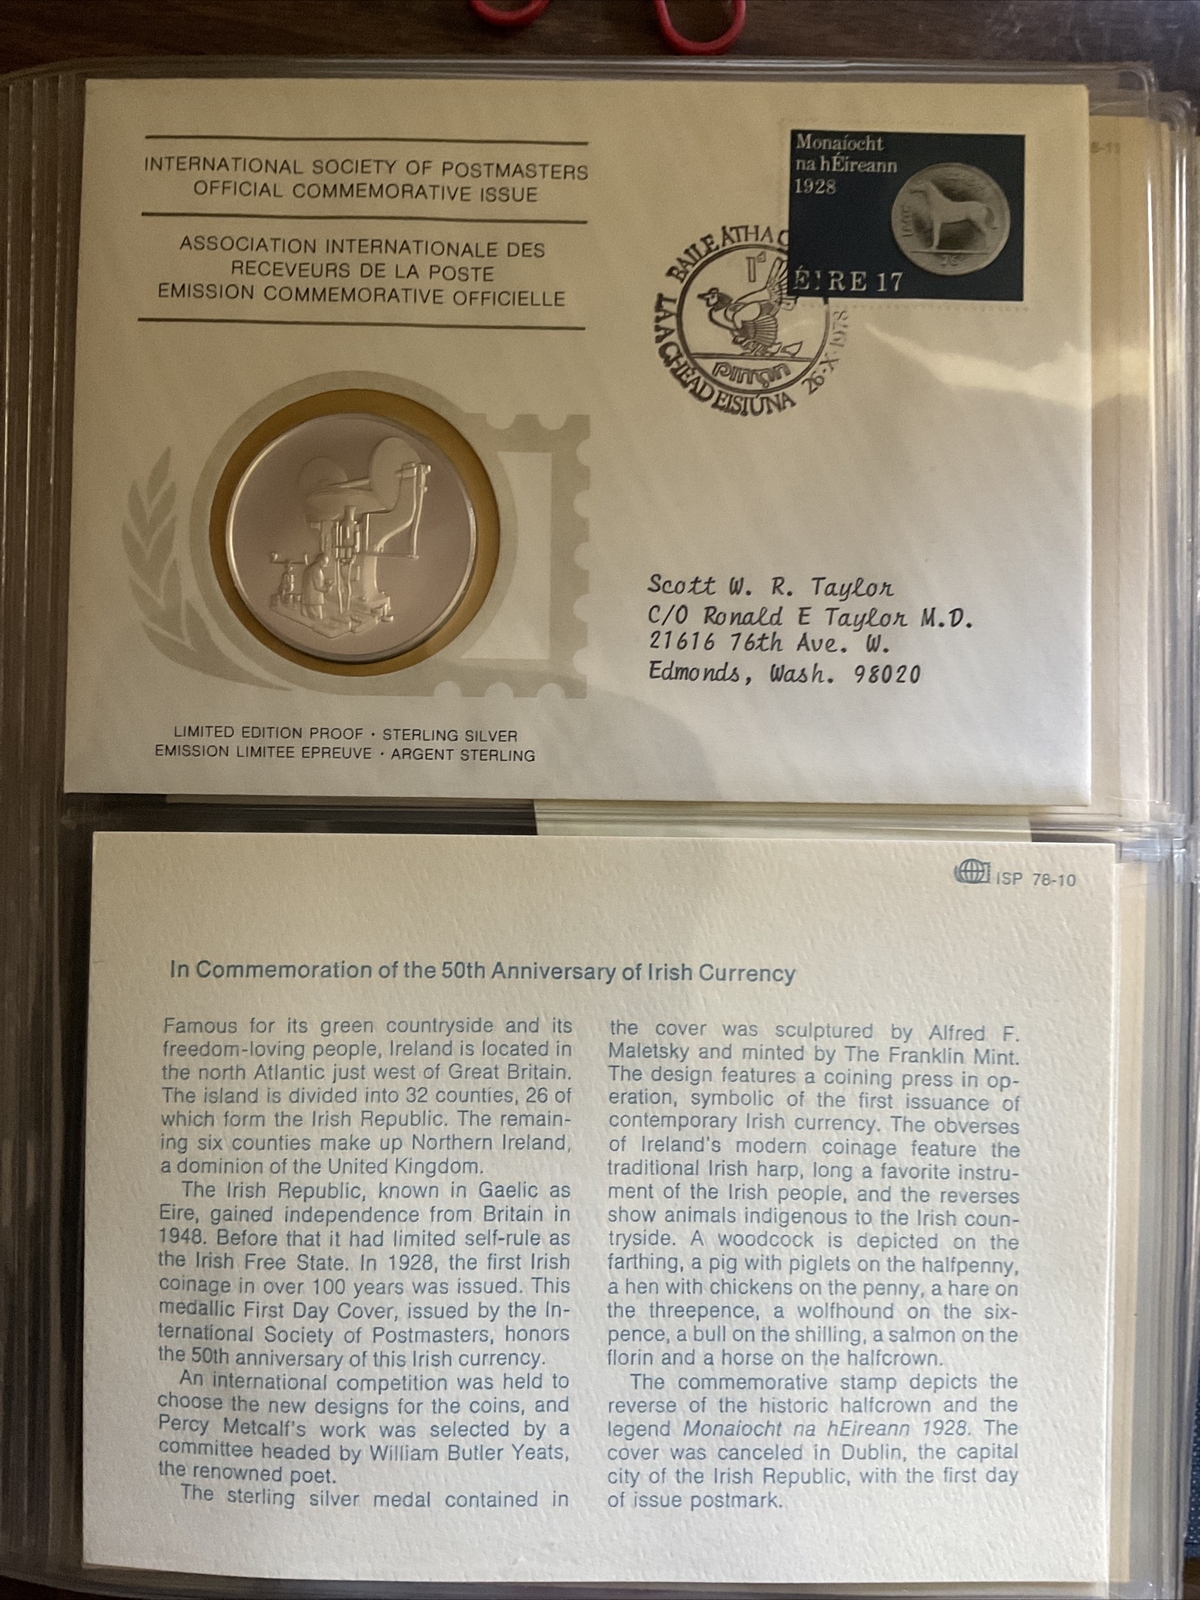 INTERNATIONAL SOCIETY OF POSTMASTERS
OFFICIAL COMMEMORATIVE ISSUE
ASSOCIATION INTERNATIONALE DES
RECEVEURS DE LA POSTE
EMISSION COMMEMORATIVE OFFICIELLE
Monaíocht
na hÉireann
1928
ÉIRE 17
LÁ A CHÉAD EISIÚNA
BAILE ÁTHA C
26·X·1978
1d
pingin
Scott W. R. Taylor
C/O Ronald E Taylor M.D.
21616 76th Ave. W.
Edmonds, Wash. 98020
LIMITED EDITION PROOF · STERLING SILVER
EMISSION LIMITEE EPREUVE · ARGENT STERLING
ISP 78-10
In Commemoration of the 50th Anniversary of Irish Currency
Famous for its green countryside and its
freedom-loving people, Ireland is located in
the north Atlantic just west of Great Britain.
The island is divided into 32 counties, 26 of
which form the Irish Republic. The remain-
ing six counties make up Northern Ireland,
a dominion of the United Kingdom.
The Irish Republic, known in Gaelic as
Eire, gained independence from Britain in
1948. Before that it had limited self-rule as
the Irish Free State. In 1928, the first Irish
coinage in over 100 years was issued. This
medallic First Day Cover, issued by the In-
ternational Society of Postmasters, honors
the 50th anniversary of this Irish currency.
An international competition was held to
choose the new designs for the coins, and
Percy Metcalf's work was selected by a
committee headed by William Butler Yeats,
the renowned poet.
The sterling silver medal contained in
the cover was sculptured by Alfred F.
Maletsky and minted by The Franklin Mint.
The design features a coining press in op-
eration, symbolic of the first issuance of
contemporary Irish currency. The obverses
of Ireland's modern coinage feature the
traditional Irish harp, long a favorite instru-
ment of the Irish people, and the reverses
show animals indigenous to the Irish coun-
tryside. A woodcock is depicted on the
farthing, a pig with piglets on the halfpenny,
a hen with chickens on the penny, a hare on
the threepence, a wolfhound on the six-
pence, a bull on the shilling, a salmon on the
florin and a horse on the halfcrown.
The commemorative stamp depicts the
reverse of the historic halfcrown and the
legend Monaiocht na hEireann 1928. The
cover was canceled in Dublin, the capital
city of the Irish Republic, with the first day
of issue postmark.